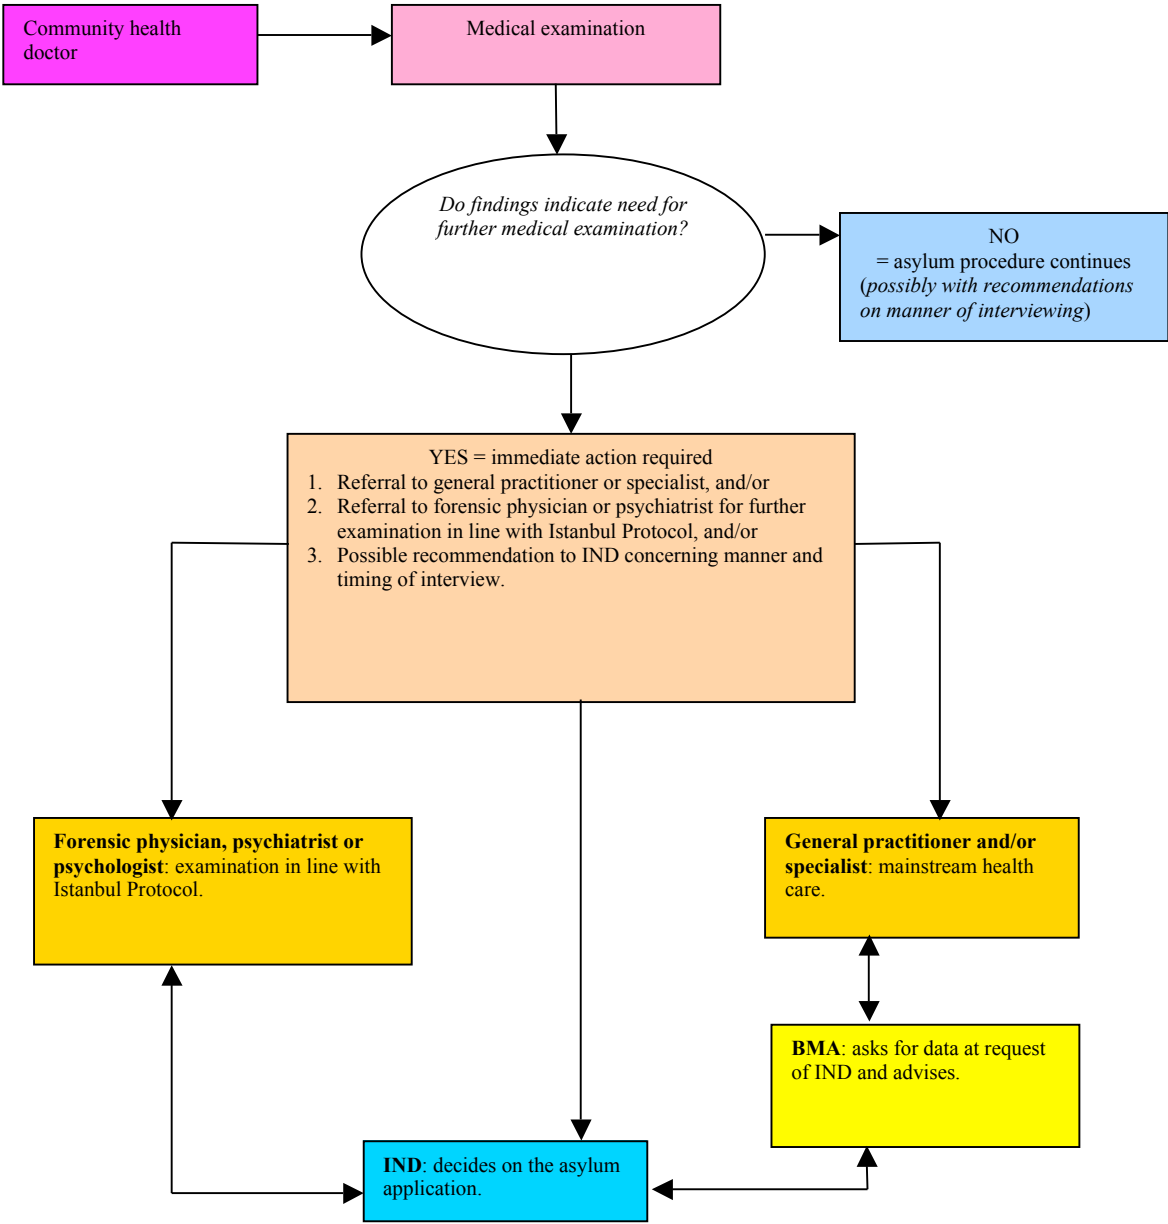 Community health
doctor
Medical examination
Do findings indicate need for
further medical examination?
NO
= asylum procedure continues
(possibly with recommendations
on manner of interviewing)
YES = immediate action required
1. Referral to general practitioner or specialist, and/or
2. Referral to forensic physician or psychiatrist for further
examination in line with Istanbul Protocol, and/or
3. Possible recommendation to IND concerning manner and
timing of interview.
Forensic physician, psychiatrist or
psychologist: examination in line with
Istanbul Protocol.
General practitioner and/or
specialist: mainstream health
care.
BMA: asks for data at request
of IND and advises.
IND: decides on the asylum
application.